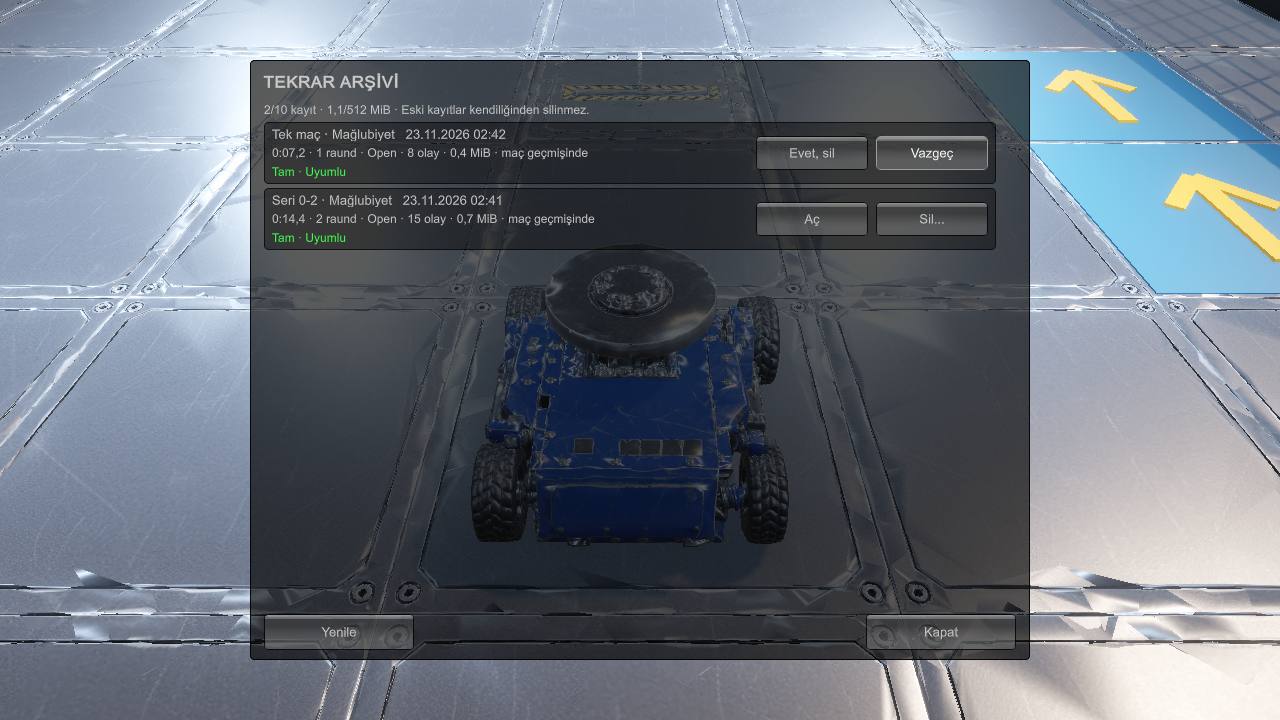 TEKRAR ARŞİVİ
2/10 kayıt · 1,1/512 MiB · Eski kayıtlar kendiliğinden silinmez.
Tek maç · Mağlubiyet   23.11.2026 02:42
0:07,2 · 1 raund · Open · 8 olay · 0,4 MiB · maç geçmişinde
Tam · Uyumlu
Evet, sil
Vazgeç
Seri 0-2 · Mağlubiyet   23.11.2026 02:41
0:14,4 · 2 raund · Open · 15 olay · 0,7 MiB · maç geçmişinde
Tam · Uyumlu
Aç
Sil...
Yenile
Kapat